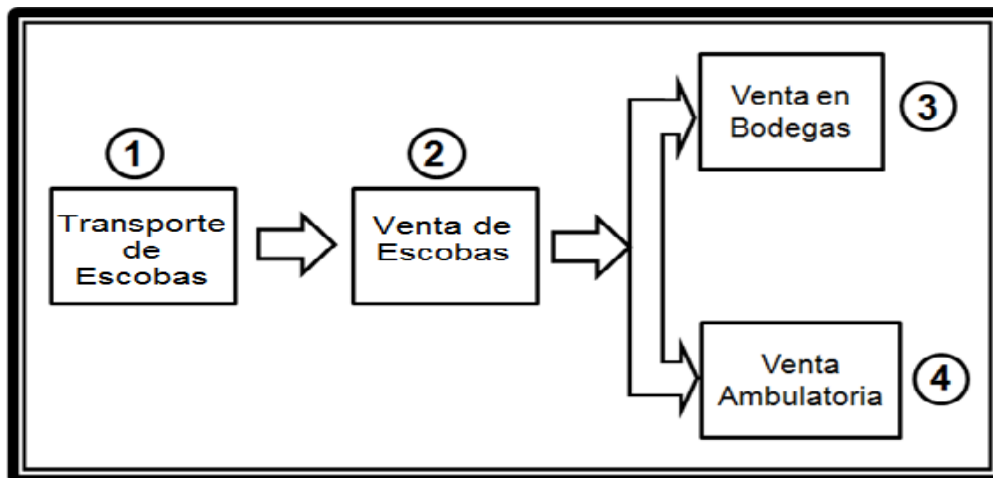 1
Transporte
de
Escobas
2
Venta de
Escobas
Venta en
Bodegas
3
Venta
Ambulatoria
4